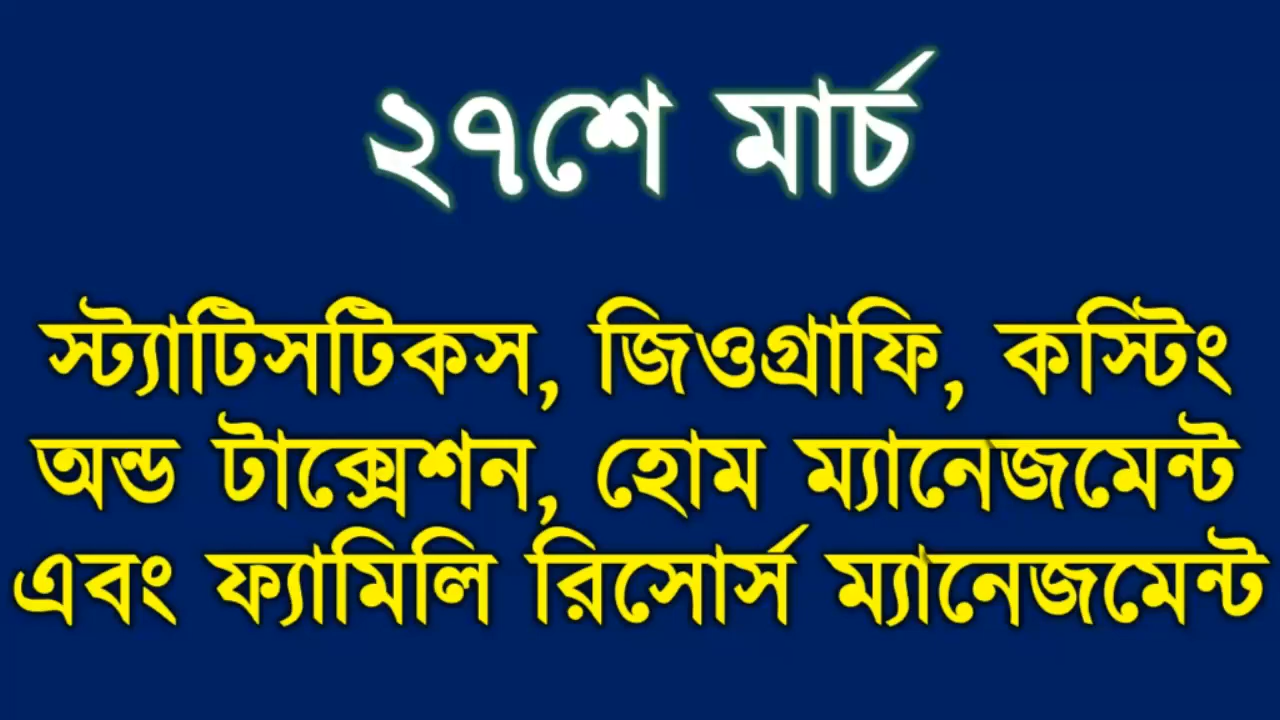 ২৭শে মার্চ
স্ট্যাটিসটিকস, জিওগ্রাফি, কস্টিং
অন্ড টাক্সেশন, হোম ম্যানেজমেন্ট
এবং ফ্যামিলি রিসোর্স ম্যানেজমেন্ট